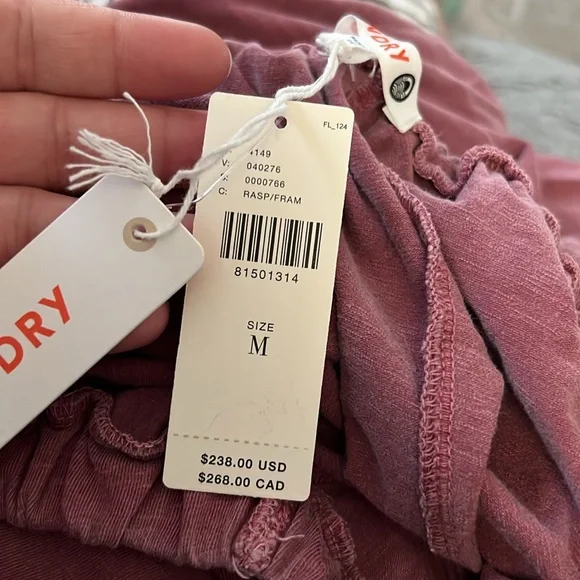 DRY
DRY
FL_124
4149
V: 040276
0000766
C: RASP/FRAM
81501314
SIZE
M
$238.00 USD
$268.00 CAD